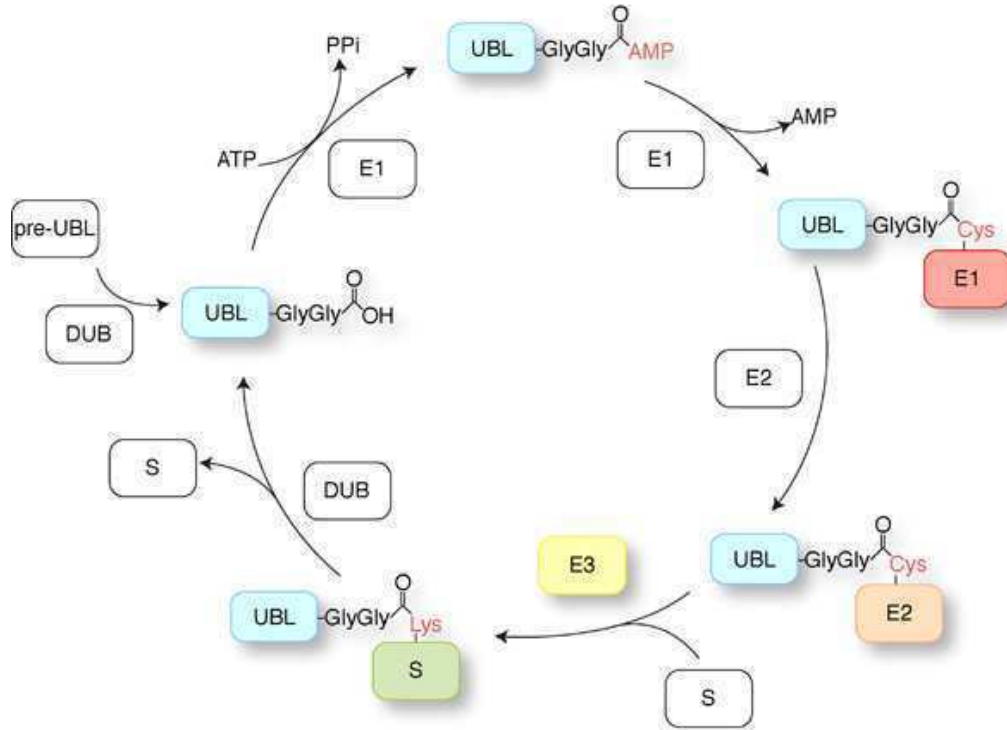 UBL -GlyGly O AMP
PPi
ATP
E1
E1
AMP
pre-UBL
DUB
UBL -GlyGly O OH
UBL -GlyGly O Cys
E1
E2
S
DUB
UBL -GlyGly O Cys
E2
E3
UBL -GlyGly O Lys
S
S